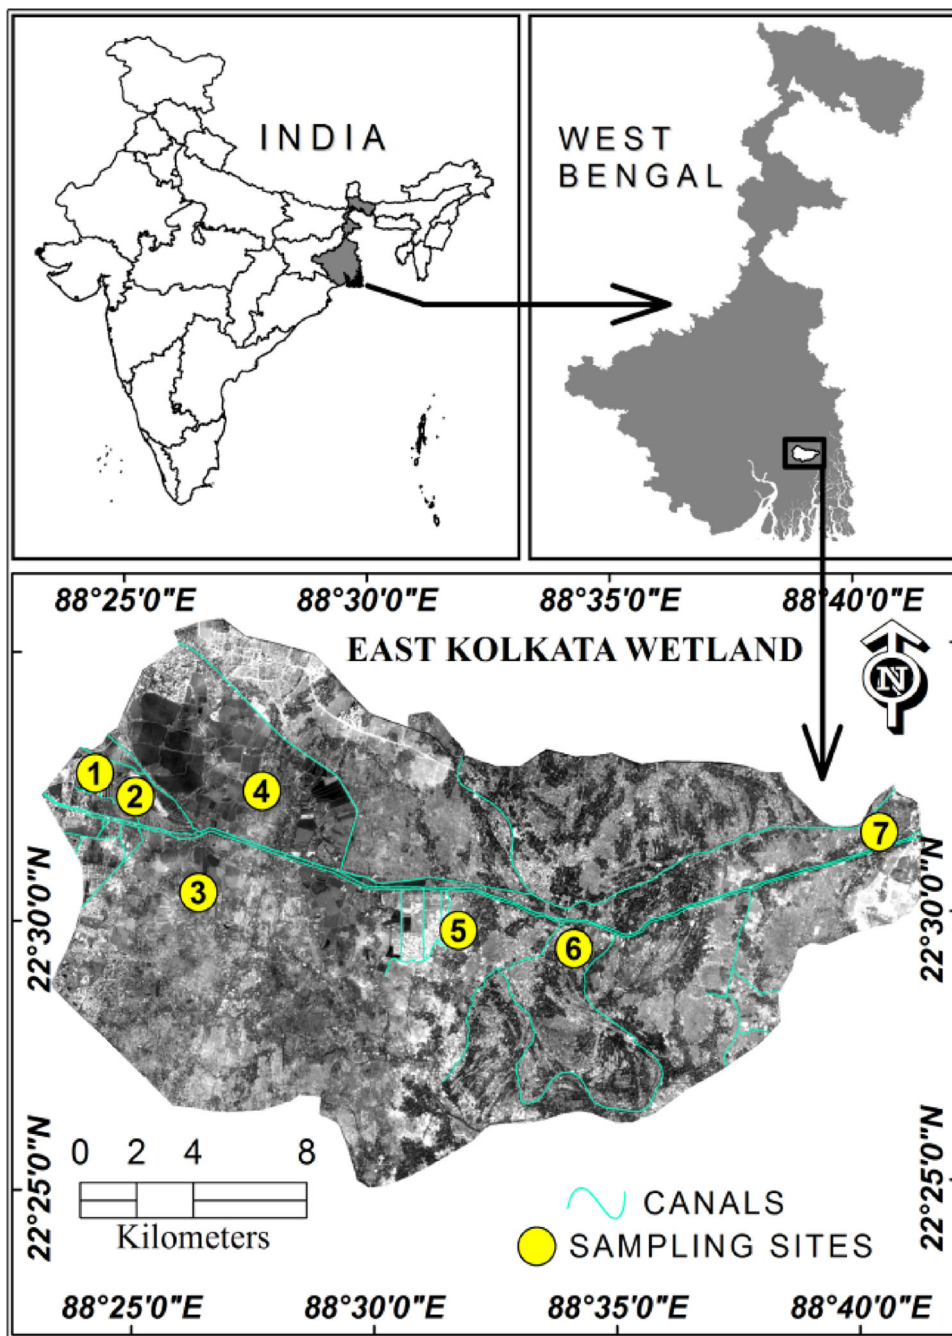 INDIA
WEST
BENGAL
88°25'0"E
88°30'0"E
88°35'0"E
88°40'0"E
EAST KOLKATA WETLAND
N
1
2
4
7
3
5
6
22°30'0"N
22°30'0"N
22°25'0"N
22°25'0"N
0 2 4 8
Kilometers
CANALS
SAMPLING SITES
88°25'0"E
88°30'0"E
88°35'0"E
88°40'0"E